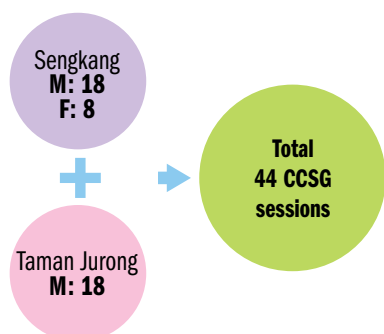 Sengkang
M: 18
F: 8
Taman Jurong
M: 18
Total
44 CCSG
sessions